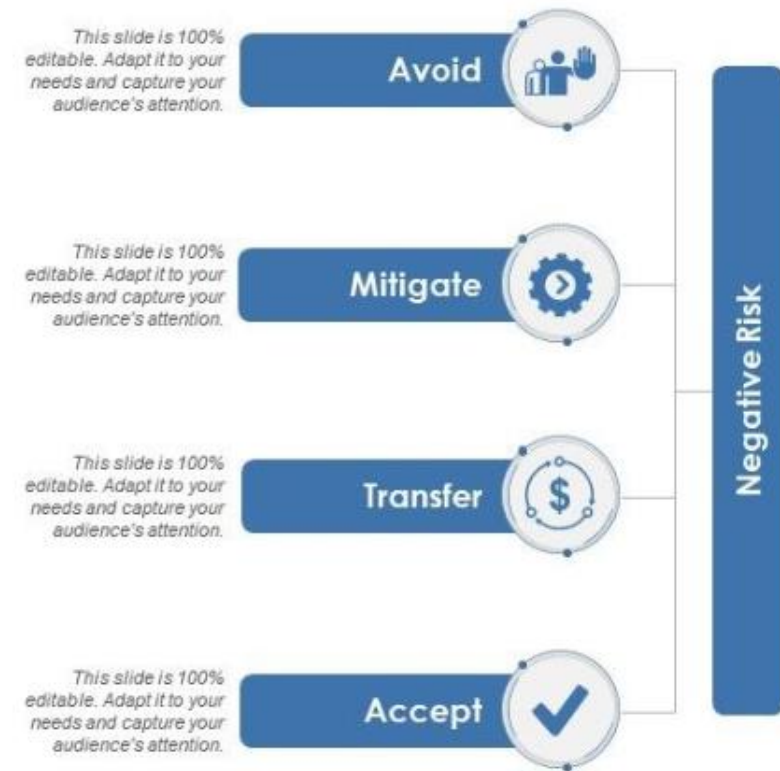 This slide is 100%
editable. Adapt it to your
needs and capture your
audience's attention.
Avoid
This slide is 100%
editable. Adapt it to your
needs and capture your
audience's attention.
Mitigate
This slide is 100%
editable. Adapt it to your
needs and capture your
audience's attention.
Transfer
$
This slide is 100%
editable. Adapt it to your
needs and capture your
audience's attention.
Accept
Negative Risk